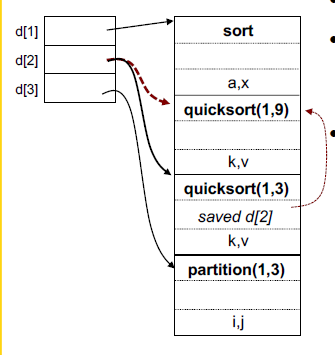 d[1]
d[2]
d[3]
sort
a,x
quicksort(1,9)
k,v
quicksort(1,3)
saved d[2]
k,v
partition(1,3)
i,j